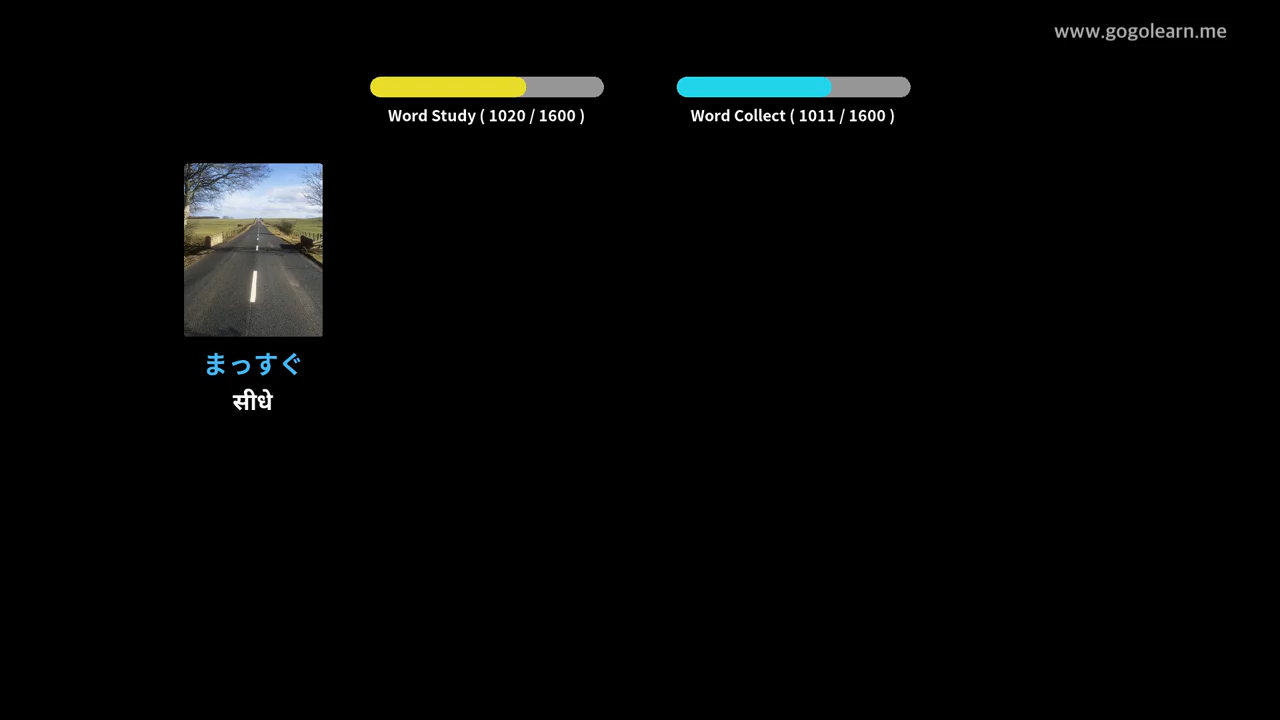 www.gogolearn.me
Word Study ( 1020 / 1600 )
Word Collect ( 1011 / 1600 )
まっすぐ
सीधे